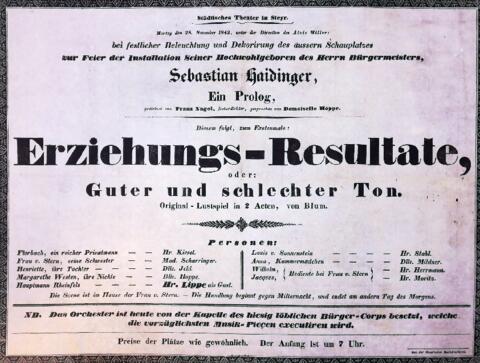 Städtisches Theater in Steyr.
den 28. November 1842, unter der Direction des Alois Müller:
bei festlicher Beleuchtung und Dekorirung des äussern Schauplatzes
zur Feier der Installation Seiner Hochwohlgeboren des Herrn Bürgermeisters,
Sebastian Haidinger,
Ein Prolog,
gedichtet von Franz Nagel, gesprochen von Demoiselle Hoppe.
Diesem folgt, zum Erstenmale:
Erziehungs-Resultate,
oder:
Guter und schlechter Ton.
Original-Lustspiel in 2 Acten, von Blum.
Personen:
Flurbach, ein reicher Privatmann — — Hr. Kiesel.
Frau v. Stern, seine Schwester — — Mad. Scharringer.
Henriette, ihre Tochter — — Dlle. Jekl.
Margarethe Western, ihre Nichte — — Dlle. Hoppe.
Hauptmann Rheinfels — — Hr. Lippe als Gast.
Louis v. Sonnenstein — — Hr. Stahl.
Anna, Kammermädchen — — Dlle. Mildner.
Wilhelm, Jacques, } Bediente bei Frau v. Stern { Hr. Herrmann. Hr. Moritz.
Die Scene ist im Hause der Frau v. Stern. — Die Handlung beginnt gegen Mitternacht, und endet am andern Tag des Morgens.
NB. Das Orchester ist heute von der Kapelle des hiesig löblichen Bürger-Corps besetzt, welche
die vorzüglichsten Musik-Piecen executiren wird.
Preise der Plätze wie gewöhnlich. Der Anfang ist um 7 Uhr.